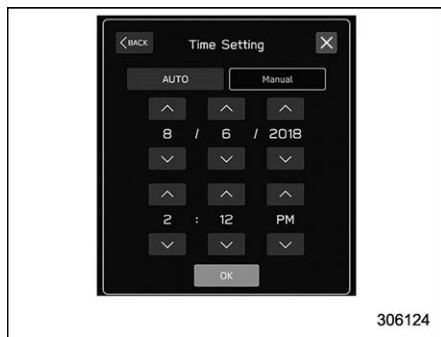 BACK Time Setting
AUTO Manual
8 / 6 / 2018
2 : 12 PM
OK
306124